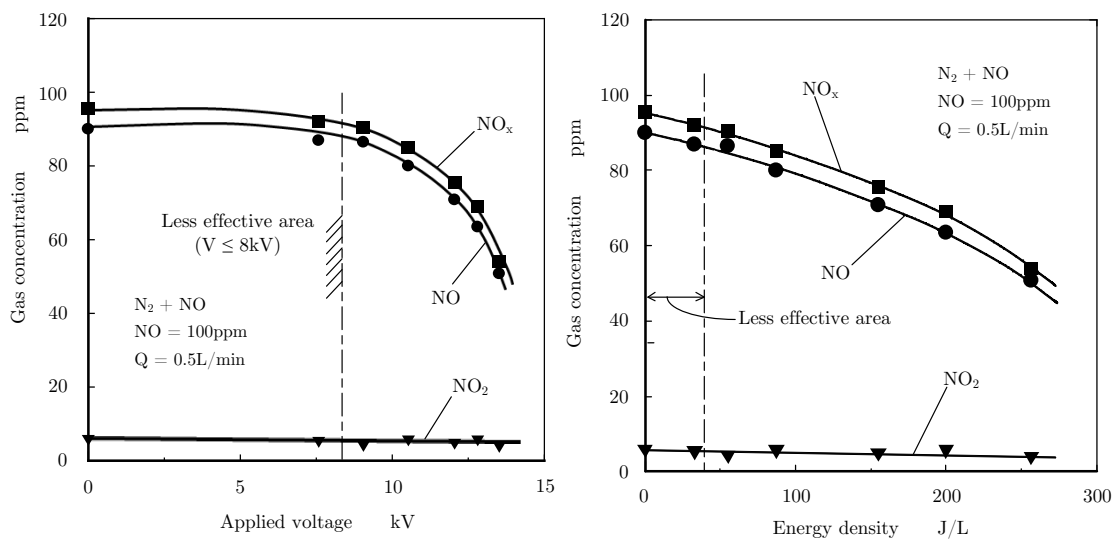 120
100
80
60
40
20
0
Gas concentration ppm
NOₓ
Less effective area
(V ≤ 8kV)
NO
N₂ + NO
NO = 100ppm
Q = 0.5L/min
NO₂
0 5 10 15
Applied voltage kV
120
100
80
60
40
20
0
Gas concentration ppm
N₂ + NO
NO = 100ppm
Q = 0.5L/min
NOₓ
NO
Less effective area
NO₂
0 100 200 300
Energy density J/L